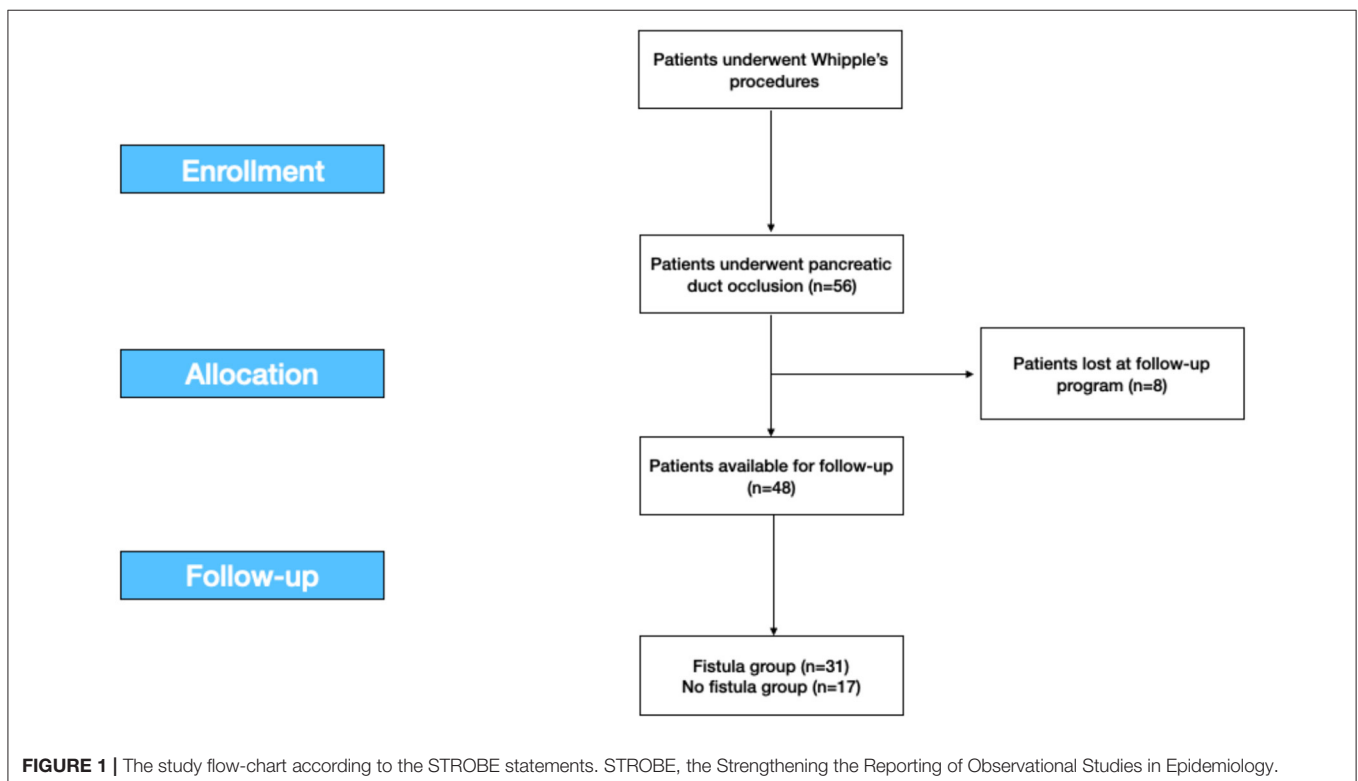 Patients underwent Whipple's
procedures
Enrollment
Patients underwent pancreatic
duct occlusion (n=56)
Allocation
Patients lost at follow-up
program (n=8)
Patients available for follow-up
(n=48)
Follow-up
Fistula group (n=31)
No fistula group (n=17)
FIGURE 1 | The study flow-chart according to the STROBE statements. STROBE, the Strengthening the Reporting of Observational Studies in Epidemiology.